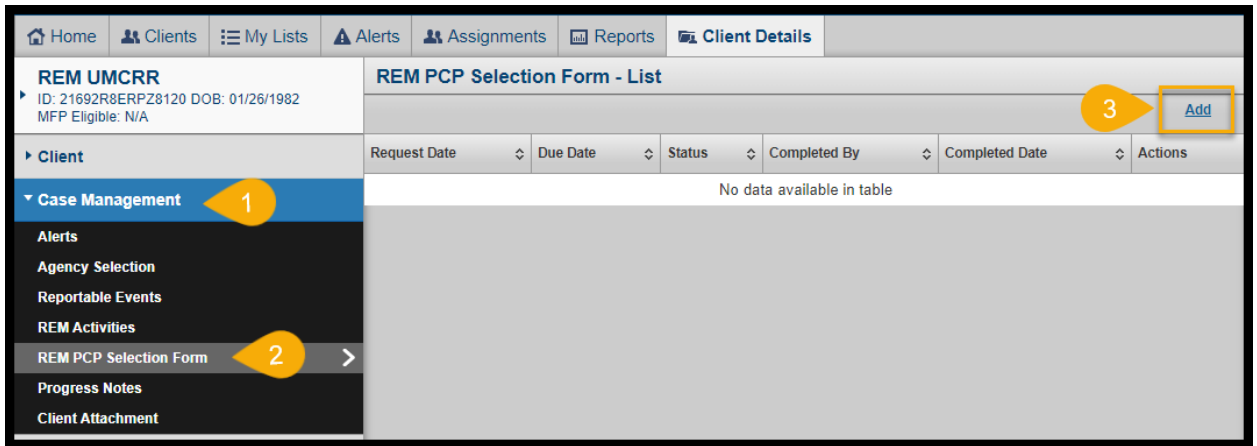 Home Clients My Lists Alerts Assignments Reports Client Details
REM UMCRR
ID: 21692R8ERPZ8120 DOB: 01/26/1982
MFP Eligible: N/A
REM PCP Selection Form - List
3 Add
Client
Request Date Due Date Status Completed By Completed Date Actions
No data available in table
Case Management 1
Alerts
Agency Selection
Reportable Events
REM Activities
REM PCP Selection Form 2
Progress Notes
Client Attachment